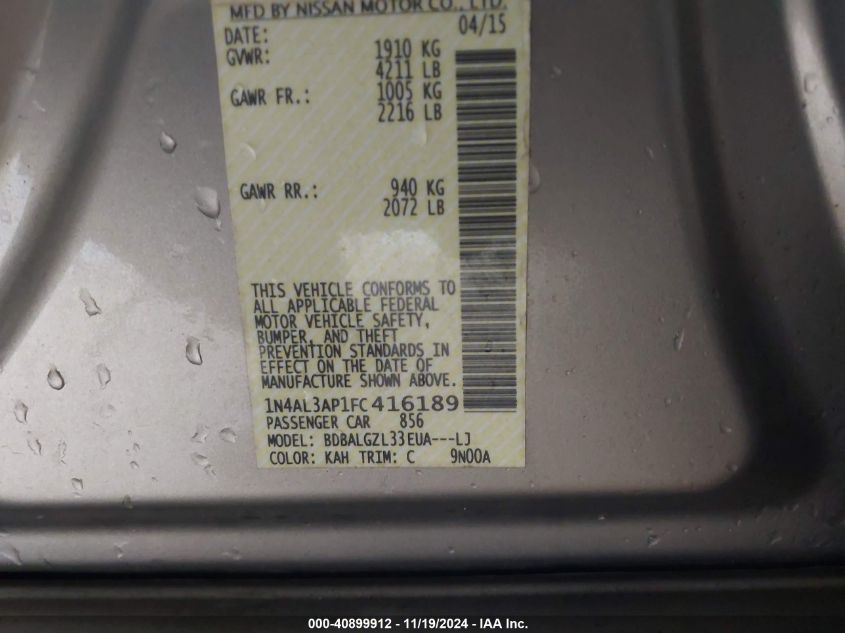 MFD BY NISSAN MOTOR CO., LTD.
DATE: 04/15
GVWR: 1910 KG
4211 LB
GAWR FR.: 1005 KG
2216 LB
GAWR RR.: 940 KG
2072 LB
THIS VEHICLE CONFORMS TO
ALL APPLICABLE FEDERAL
MOTOR VEHICLE SAFETY,
BUMPER, AND THEFT
PREVENTION STANDARDS IN
EFFECT ON THE DATE OF
MANUFACTURE SHOWN ABOVE.
1N4AL3AP1FC416189
PASSENGER CAR 856
MODEL: BDBALGZL33EUA---LJ
COLOR: KAH TRIM: C 9N00A
000-40899912 - 11/19/2024 - IAA Inc.